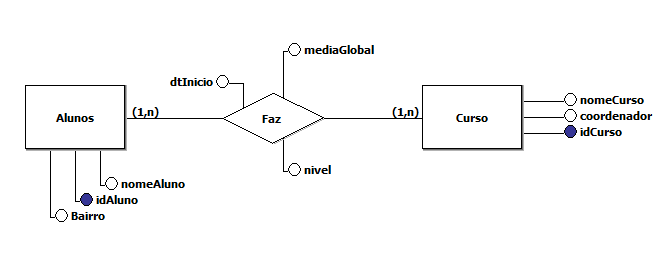 mediaGlobal
dtInicio
Alunos
(1,n)
Faz
(1,n)
Curso
nomeCurso
coordenador
idCurso
nivel
nomeAluno
idAluno
Bairro